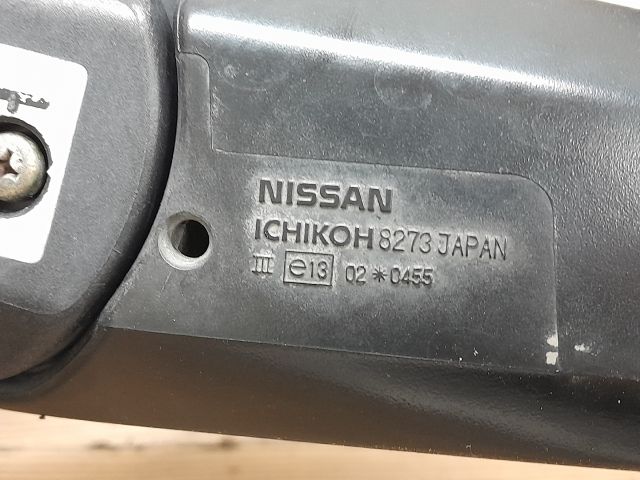 NISSAN
ICHIKOH 8273 JAPAN
III e13 02*0455